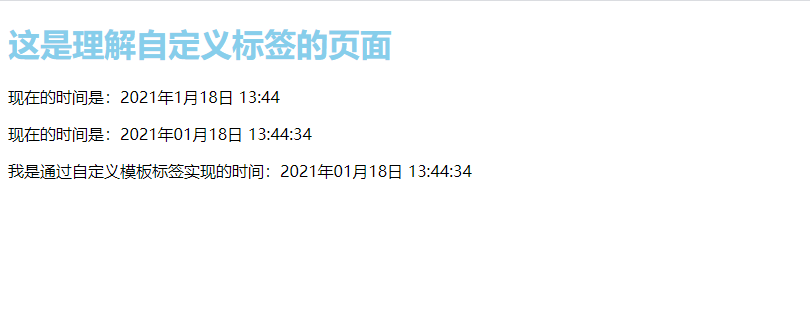 这是理解自定义标签的页面
现在的时间是：2021年1月18日 13:44
现在的时间是：2021年01月18日 13:44:34
我是通过自定义模板标签实现的时间：2021年01月18日 13:44:34